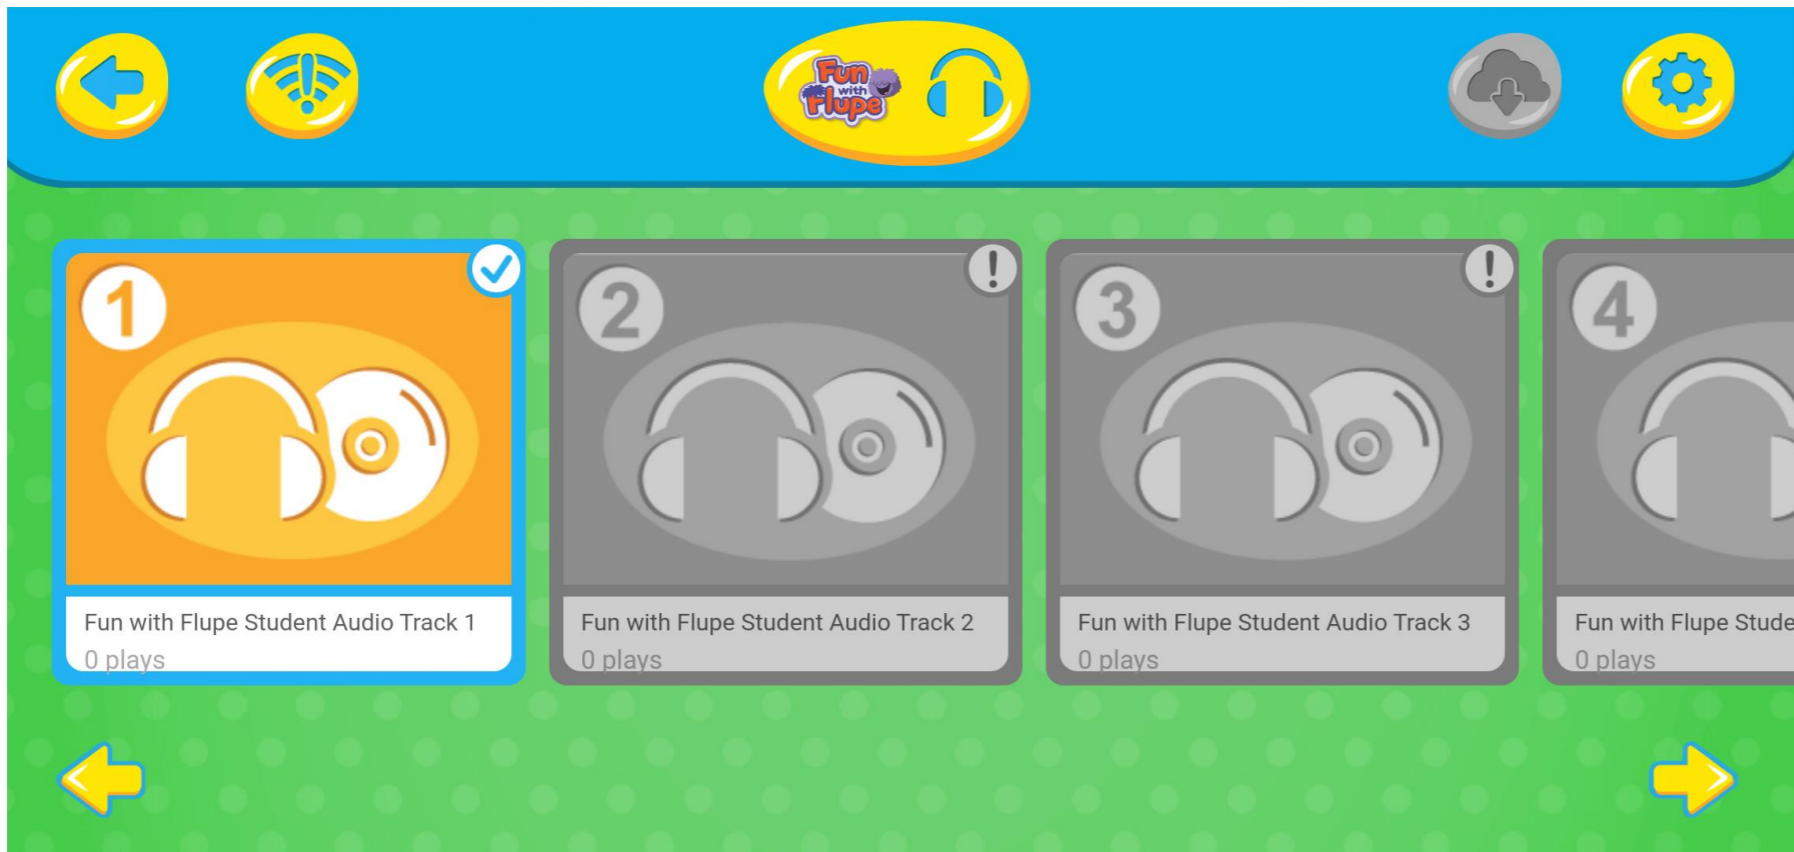 Fun
with
Flupe
1
2
3
4
Fun with Flupe Student Audio Track 1
0 plays
Fun with Flupe Student Audio Track 2
0 plays
Fun with Flupe Student Audio Track 3
0 plays
Fun with Flupe Stude
0 plays